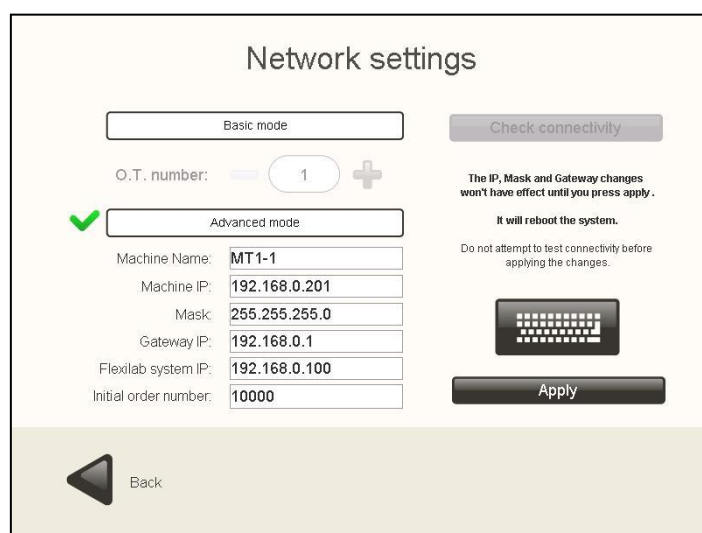 Network settings
Basic mode
O.T. number: 1
Advanced mode
Machine Name: MT1-1
Machine IP: 192.168.0.201
Mask: 255.255.255.0
Gateway IP: 192.168.0.1
Flexilab system IP: 192.168.0.100
Initial order number: 10000
Check connectivity
The IP, Mask and Gateway changes
won't have effect until you press apply .
It will reboot the system.
Do not attempt to test connectivity before
applying the changes.
Apply
Back